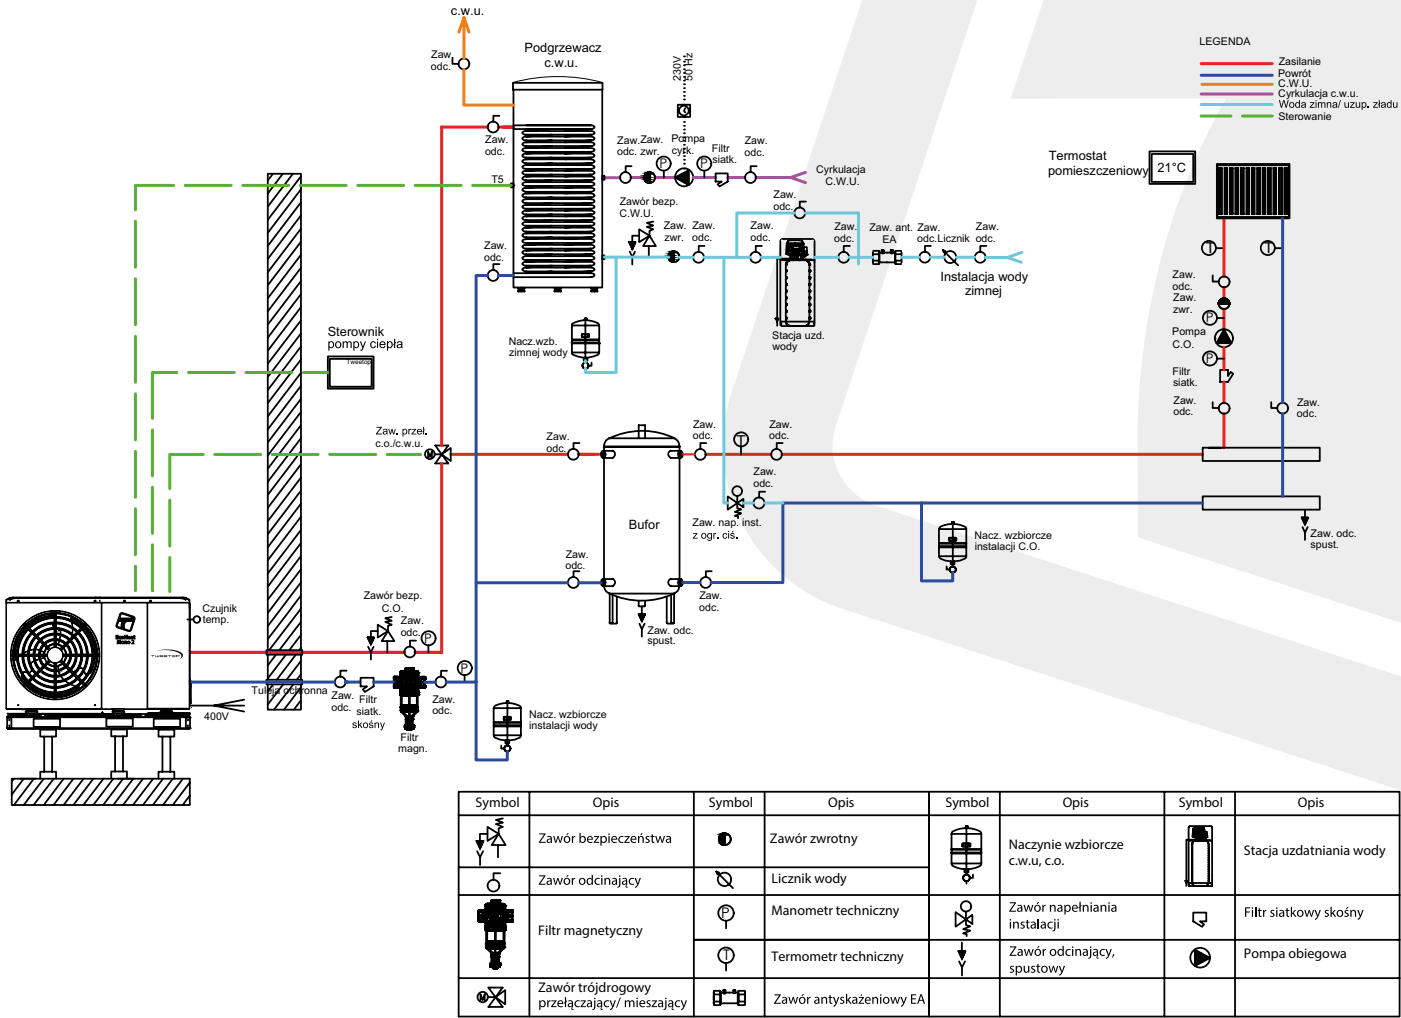 c.w.u.
Zaw.
odc.
Podgrzewacz
c.w.u.
230V
50 Hz
LEGENDA
Zasilanie
Powrót
C.W.U.
Cyrkulacja c.w.u.
Woda zimna/ uzup. zładu
Sterowanie
Zaw.
odc.
Zaw.
odc.
Zaw.
zwr.
Pompa
cyrk.
Filtr
siatk.
Zaw.
odc.
Cyrkulacja
C.W.U.
Termostat
pomieszczeniowy
21°C
T5
P
P
Zawór bezp.
C.W.U.
Zaw.
zwr.
Zaw.
odc.
Zaw.
odc.
Zaw.
odc.
Zaw.
odc.
Zaw. ant.
EA
Zaw.
odc.
Licznik
Zaw.
odc.
Instalacja wody
zimnej
Zaw.
odc.
Stacja uzd.
wody
Nacz.wzb.
zimnej wody
Sterownik
pompy ciepła
Tweetop
T
T
Zaw.
odc.
Zaw.
zwr.
P
Pompa
C.O.
P
Filtr
siatk.
Zaw.
odc.
Zaw.
odc.
Zaw. przeł.
c.o./c.w.u.
M
Zaw.
odc.
Zaw.
odc.
T
Zaw.
odc.
Zaw.
odc.
Bufor
Zaw. nap. inst.
z ogr. ciś.
Nacz. wzbiorcze
instalacji C.O.
Zaw. odc.
spust.
Zaw.
odc.
Zaw.
odc.
Zaw. odc.
spust.
Czujnik
temp.
TWEETOP
400V
Tuleja ochronna
Zawór bezp.
C.O.
Zaw.
odc.
P
P
Zaw.
odc.
Filtr
siatk.
skośny
Filtr
magn.
Zaw.
odc.
Nacz. wzbiorcze
instalacji wody
Symbol Opis Symbol Opis Symbol Opis Symbol Opis
Zawór bezpieczeństwa
Zawór zwrotny
Naczynie wzbiorcze
c.w.u, c.o.
Stacja uzdatniania wody
Zawór odcinający
Licznik wody
Filtr magnetyczny
P
Manometr techniczny
Zawór napełniania
instalacji
Filtr siatkowy skośny
T
Termometr techniczny
Zawór odcinający,
spustowy
Pompa obiegowa
M
Zawór trójdrogowy
przełączający/ mieszający
Zawór antyskażeniowy EA